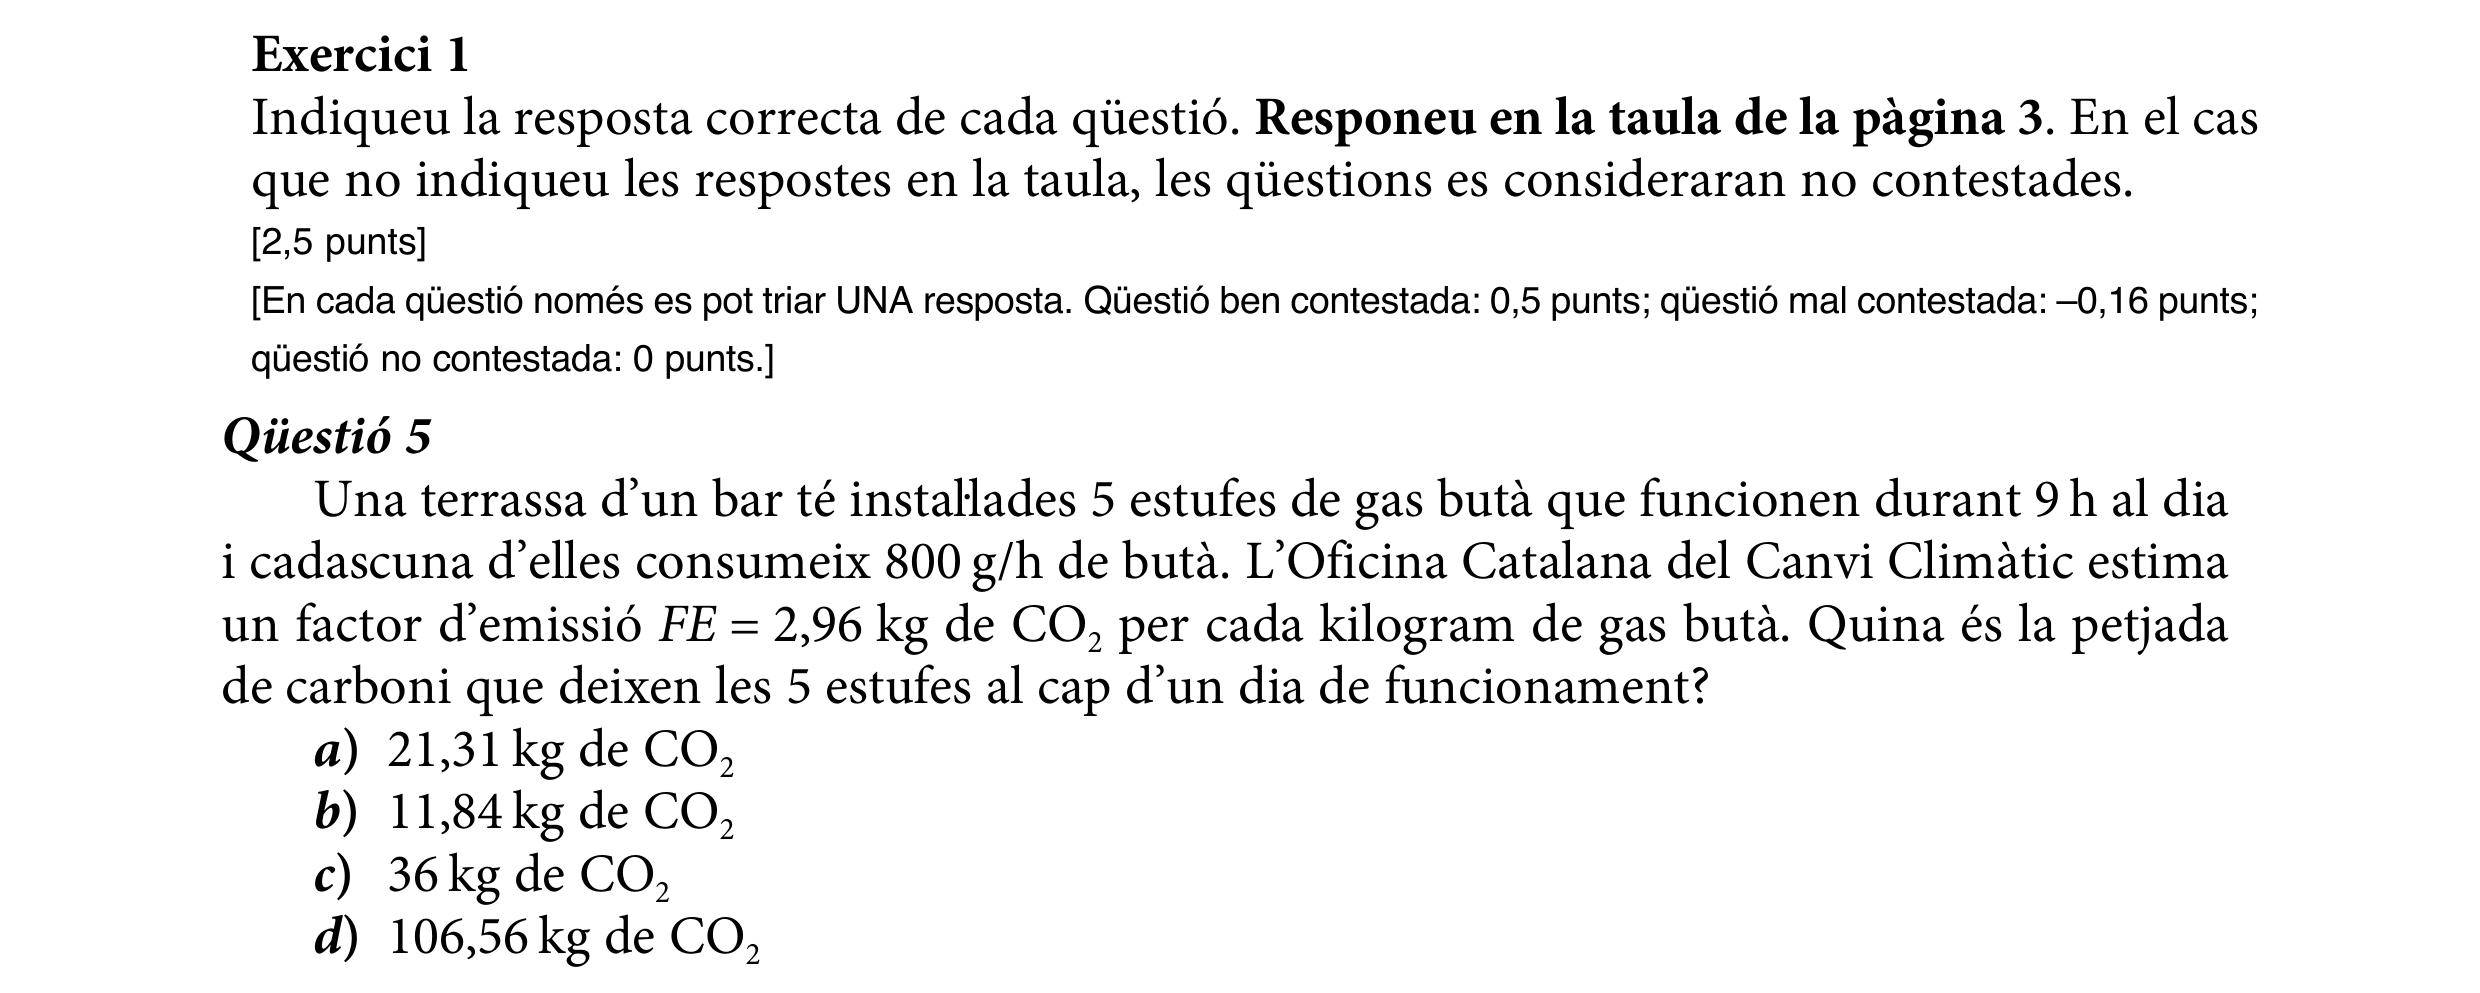 Exercici 1
Indiqueu la resposta correcta de cada qüestió. Responeu en la taula de la pàgina 3. En el cas
que no indiqueu les respostes en la taula, les qüestions es consideraran no contestades.
[2,5 punts]
[En cada qüestió només es pot triar UNA resposta. Qüestió ben contestada: 0,5 punts; qüestió mal contestada: –0,16 punts;
qüestió no contestada: 0 punts.]
Qüestió 5
Una terrassa d’un bar té instal·lades 5 estufes de gas butà que funcionen durant 9 h al dia
i cadascuna d’elles consumeix 800 g/h de butà. L’Oficina Catalana del Canvi Climàtic estima
un factor d’emissió FE = 2,96 kg de CO₂ per cada kilogram de gas butà. Quina és la petjada
de carboni que deixen les 5 estufes al cap d’un dia de funcionament?
a) 21,31 kg de CO₂
b) 11,84 kg de CO₂
c) 36 kg de CO₂
d) 106,56 kg de CO₂